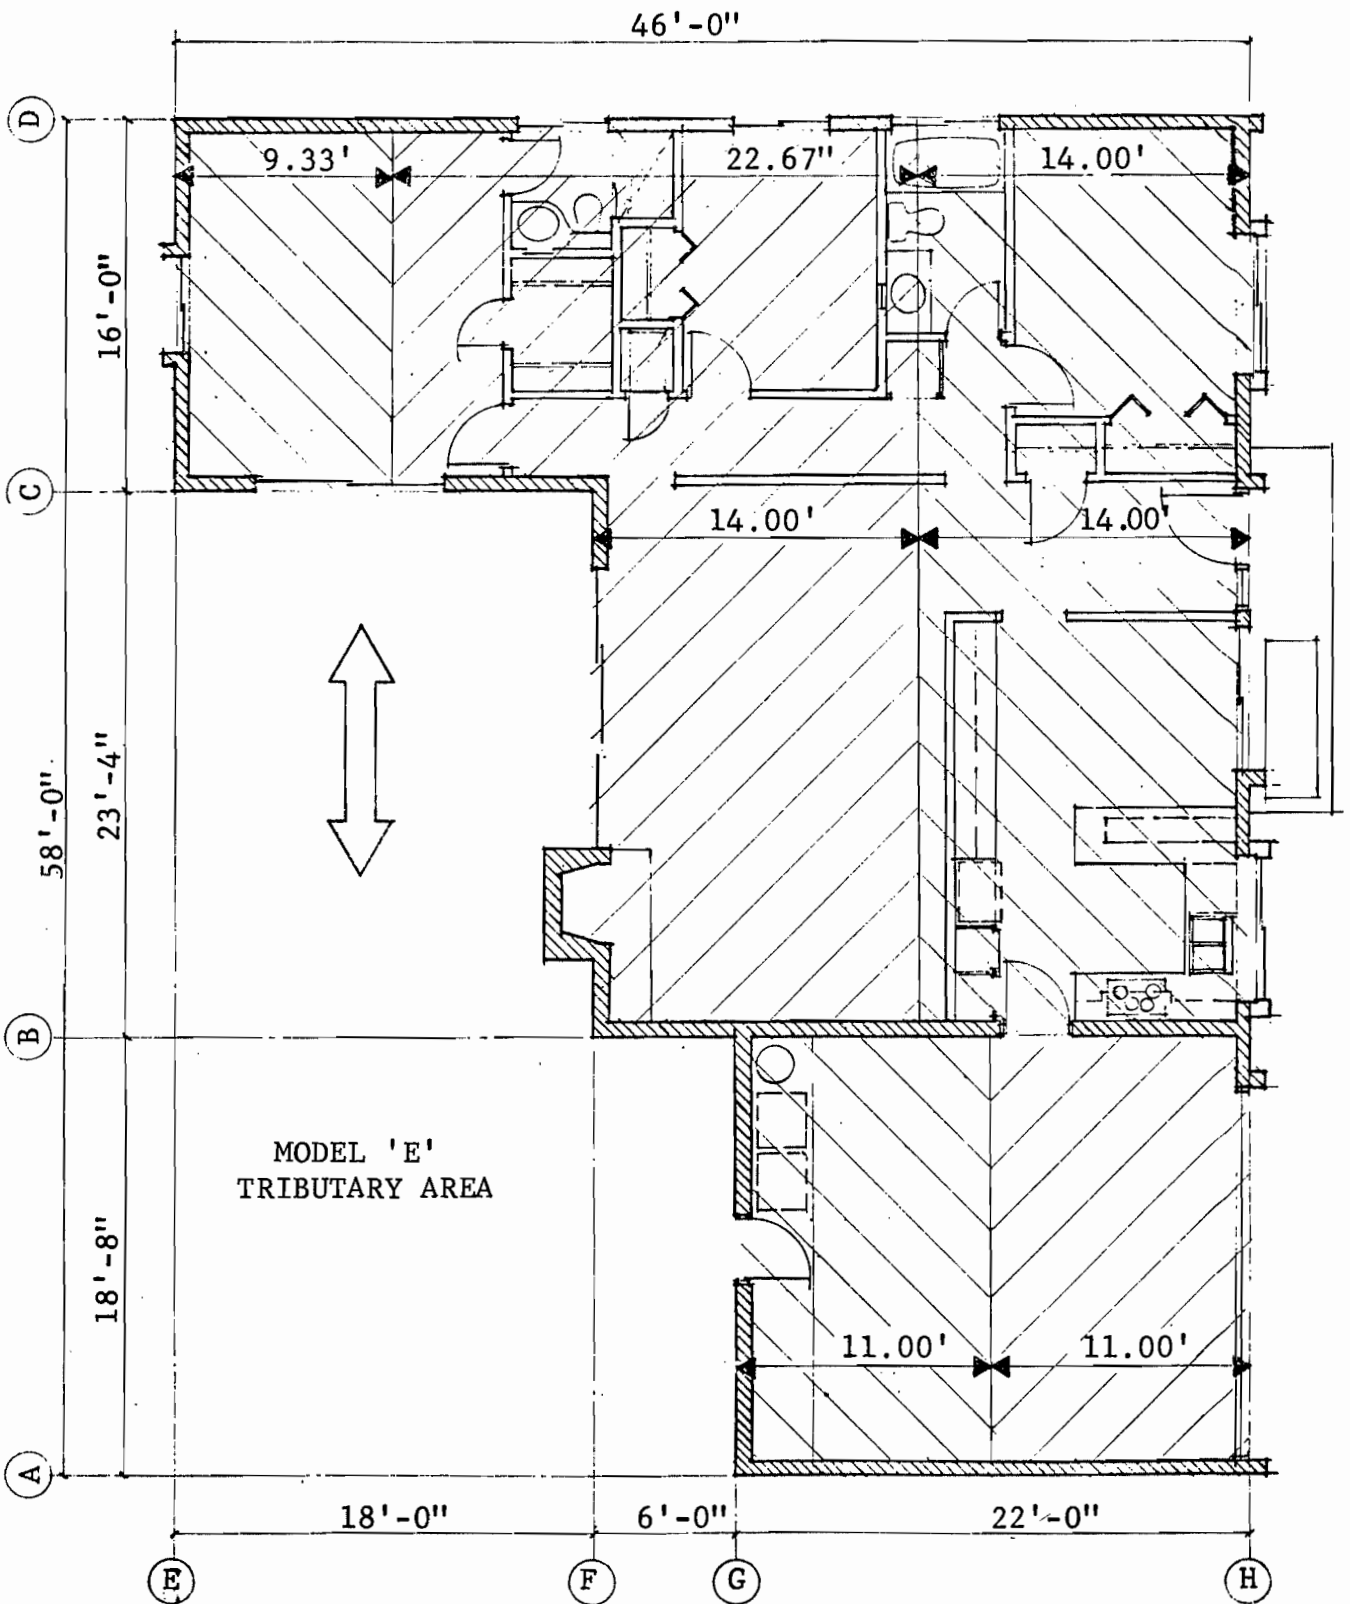 46'-0"
D
9.33' 22.67" 14.00'
16'-0"
C
14.00' 14.00'
58'-0"
23'-4"
B
MODEL 'E'
TRIBUTARY AREA
18'-8"
11.00' 11.00'
A
18'-0" 6'-0" 22'-0"
E F G H